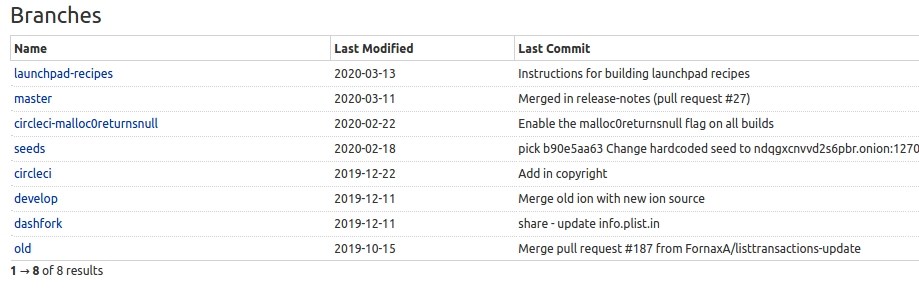 Branches
Name Last Modified Last Commit
launchpad-recipes 2020-03-13 Instructions for building launchpad recipes
master 2020-03-11 Merged in release-notes (pull request #27)
circleci-malloc0returnsnull 2020-02-22 Enable the malloc0returnsnull flag on all builds
seeds 2020-02-18 pick b90e5aa63 Change hardcoded seed to ndqgxcnvvd2s6pbr.onion:1270
circleci 2019-12-22 Add in copyright
develop 2019-12-11 Merge old ion with new ion source
dashfork 2019-12-11 share - update info.plist.in
old 2019-10-15 Merge pull request #187 from FornaxA/listtransactions-update
1 → 8 of 8 results